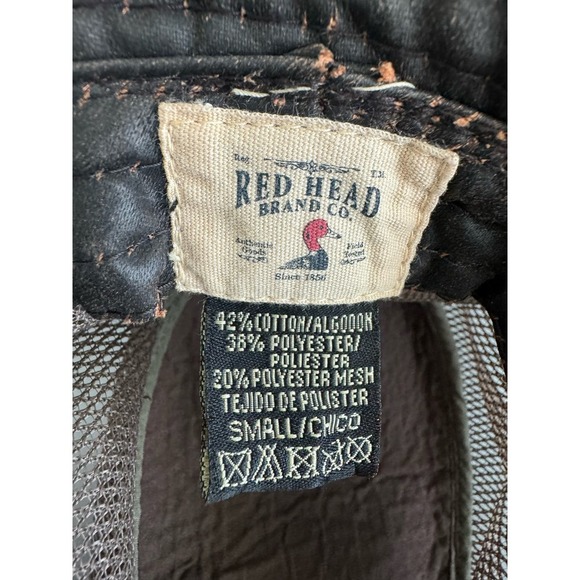 Reg T.M.
RED HEAD
BRAND CO.
Authentic Field
Goods Tested
Since 1856
42% COTTON/ALGODON
38% POLYESTER/
POLIESTER
20% POLYESTER MESH
TEJIDO DE POLISTER
SMALL/CHICO